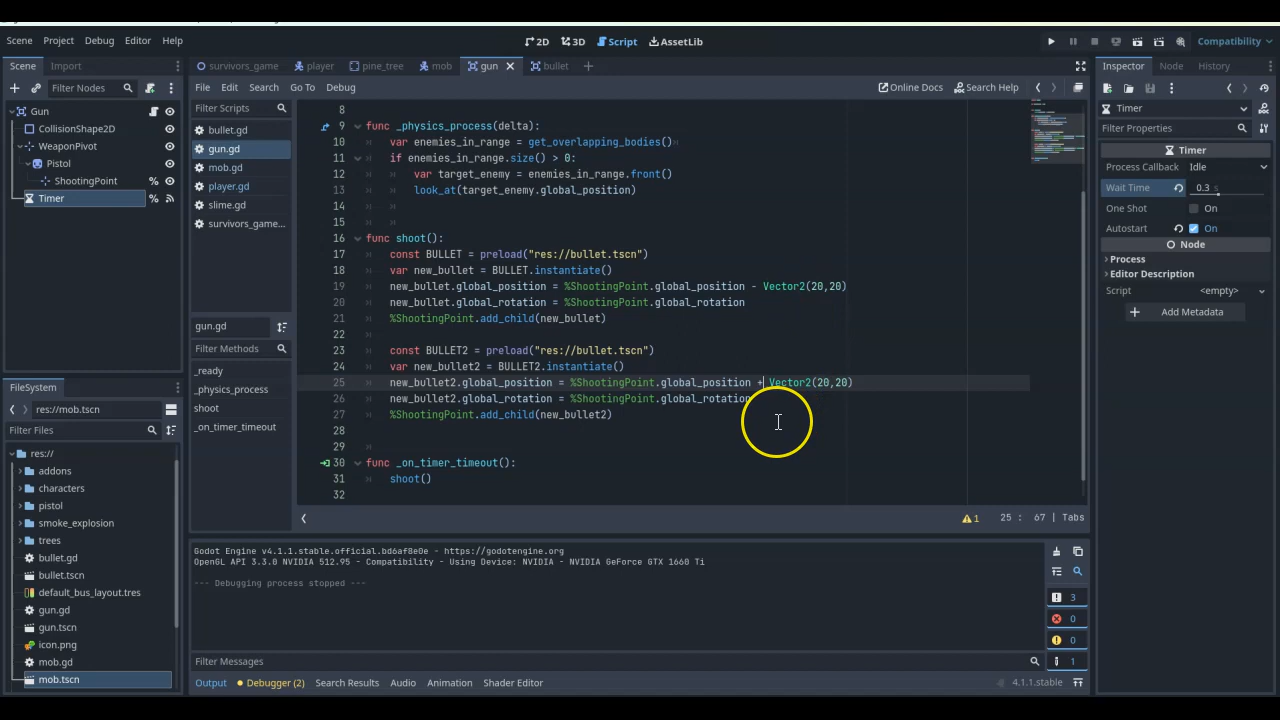 Scene Project Debug Editor Help
2D 3D Script AssetLib
Compatibility
Scene Import
survivors_game player pine_tree mob gun bullet
Inspector Node History
Filter Nodes
File Edit Search Go To Debug
Online Docs Search Help
Gun
CollisionShape2D
WeaponPivot
Pistol
ShootingPoint
Timer
Filter Scripts
bullet.gd
gun.gd
mob.gd
player.gd
slime.gd
survivors_game...
gun.gd
Filter Methods
_ready
_physics_process
shoot
_on_timer_timeout
8
9 func _physics_process(delta):
10 var enemies_in_range = get_overlapping_bodies()
11 if enemies_in_range.size() > 0:
12 var target_enemy = enemies_in_range.front()
13 look_at(target_enemy.global_position)
14
15
16 func shoot():
17 const BULLET = preload("res://bullet.tscn")
18 var new_bullet = BULLET.instantiate()
19 new_bullet.global_position = %ShootingPoint.global_position - Vector2(20,20)
20 new_bullet.global_rotation = %ShootingPoint.global_rotation
21 %ShootingPoint.add_child(new_bullet)
22
23 const BULLET2 = preload("res://bullet.tscn")
24 var new_bullet2 = BULLET2.instantiate()
25 new_bullet2.global_position = %ShootingPoint.global_position + Vector2(20,20)
26 new_bullet2.global_rotation = %ShootingPoint.global_rotation
27 %ShootingPoint.add_child(new_bullet2)
28
29
30 func _on_timer_timeout():
31 shoot()
32
1 25 : 67 | Tabs
Timer
Filter Properties
Timer
Process Callback Idle
Wait Time 0.3 s
One Shot On
Autostart On
Node
Process
Editor Description
Script <empty>
Add Metadata
FileSystem
res://mob.tscn
Filter Files
res://
addons
characters
pistol
smoke_explosion
trees
bullet.gd
bullet.tscn
default_bus_layout.tres
gun.gd
gun.tscn
icon.png
mob.gd
mob.tscn
Godot Engine v4.1.1.stable.official.bd6af8e0e - https://godotengine.org
OpenGL API 3.3.0 NVIDIA 512.95 - Compatibility - Using Device: NVIDIA - NVIDIA GeForce GTX 1660 Ti
--- Debugging process stopped ---
3
0
0
1
Filter Messages
Output Debugger (2) Search Results Audio Animation Shader Editor
4.1.1.stable